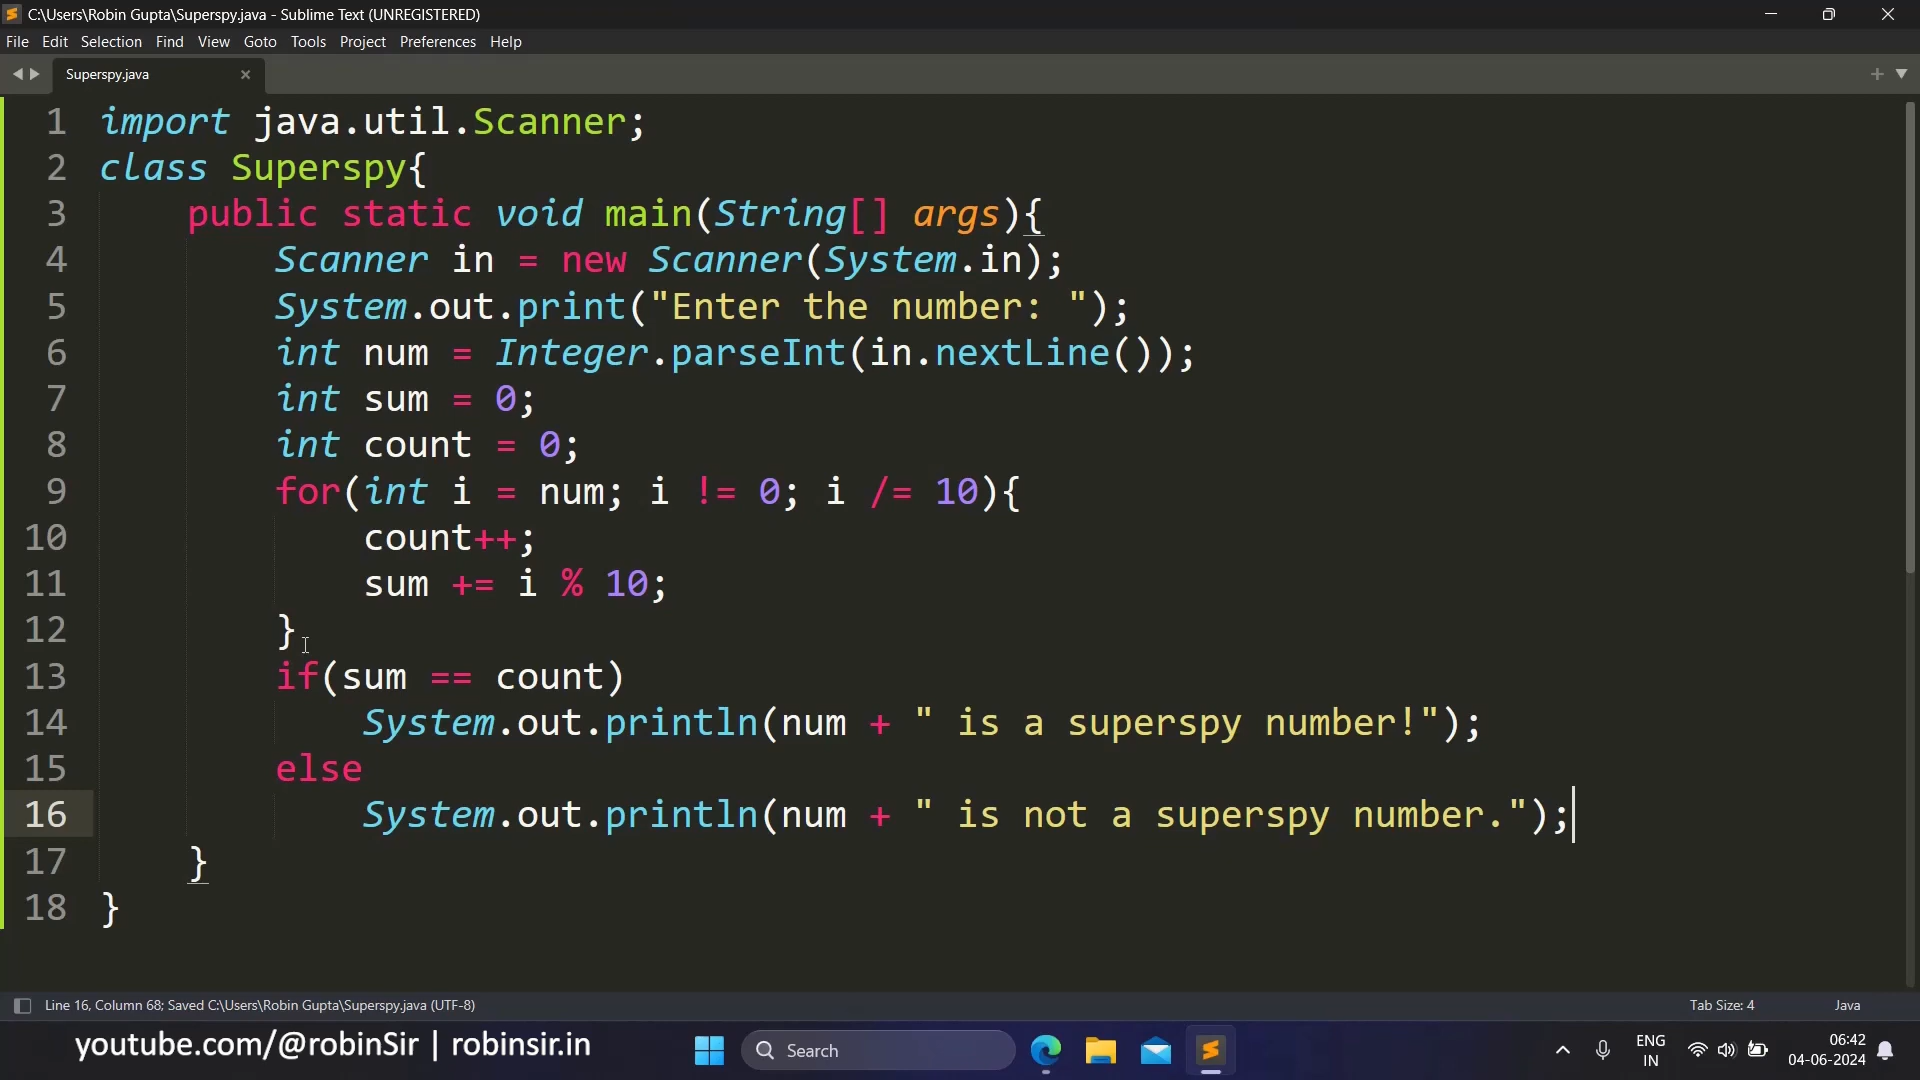 C:\Users\Robin Gupta\Superspy.java - Sublime Text (UNREGISTERED)
File Edit Selection Find View Goto Tools Project Preferences Help
Superspy.java
1 import java.util.Scanner;
2 class Superspy{
3 public static void main(String[] args){
4 Scanner in = new Scanner(System.in);
5 System.out.print("Enter the number: ");
6 int num = Integer.parseInt(in.nextLine());
7 int sum = 0;
8 int count = 0;
9 for(int i = num; i != 0; i /= 10){
10 count++;
11 sum += i % 10;
12 }
13 if(sum == count)
14 System.out.println(num + " is a superspy number!");
15 else
16 System.out.println(num + " is not a superspy number.");
17 }
18 }
Line 16, Column 68; Saved C:\Users\Robin Gupta\Superspy.java (UTF-8) Tab Size: 4 Java
youtube.com/@robinSir | robinsir.in
Search
ENG
IN
06:42
04-06-2024